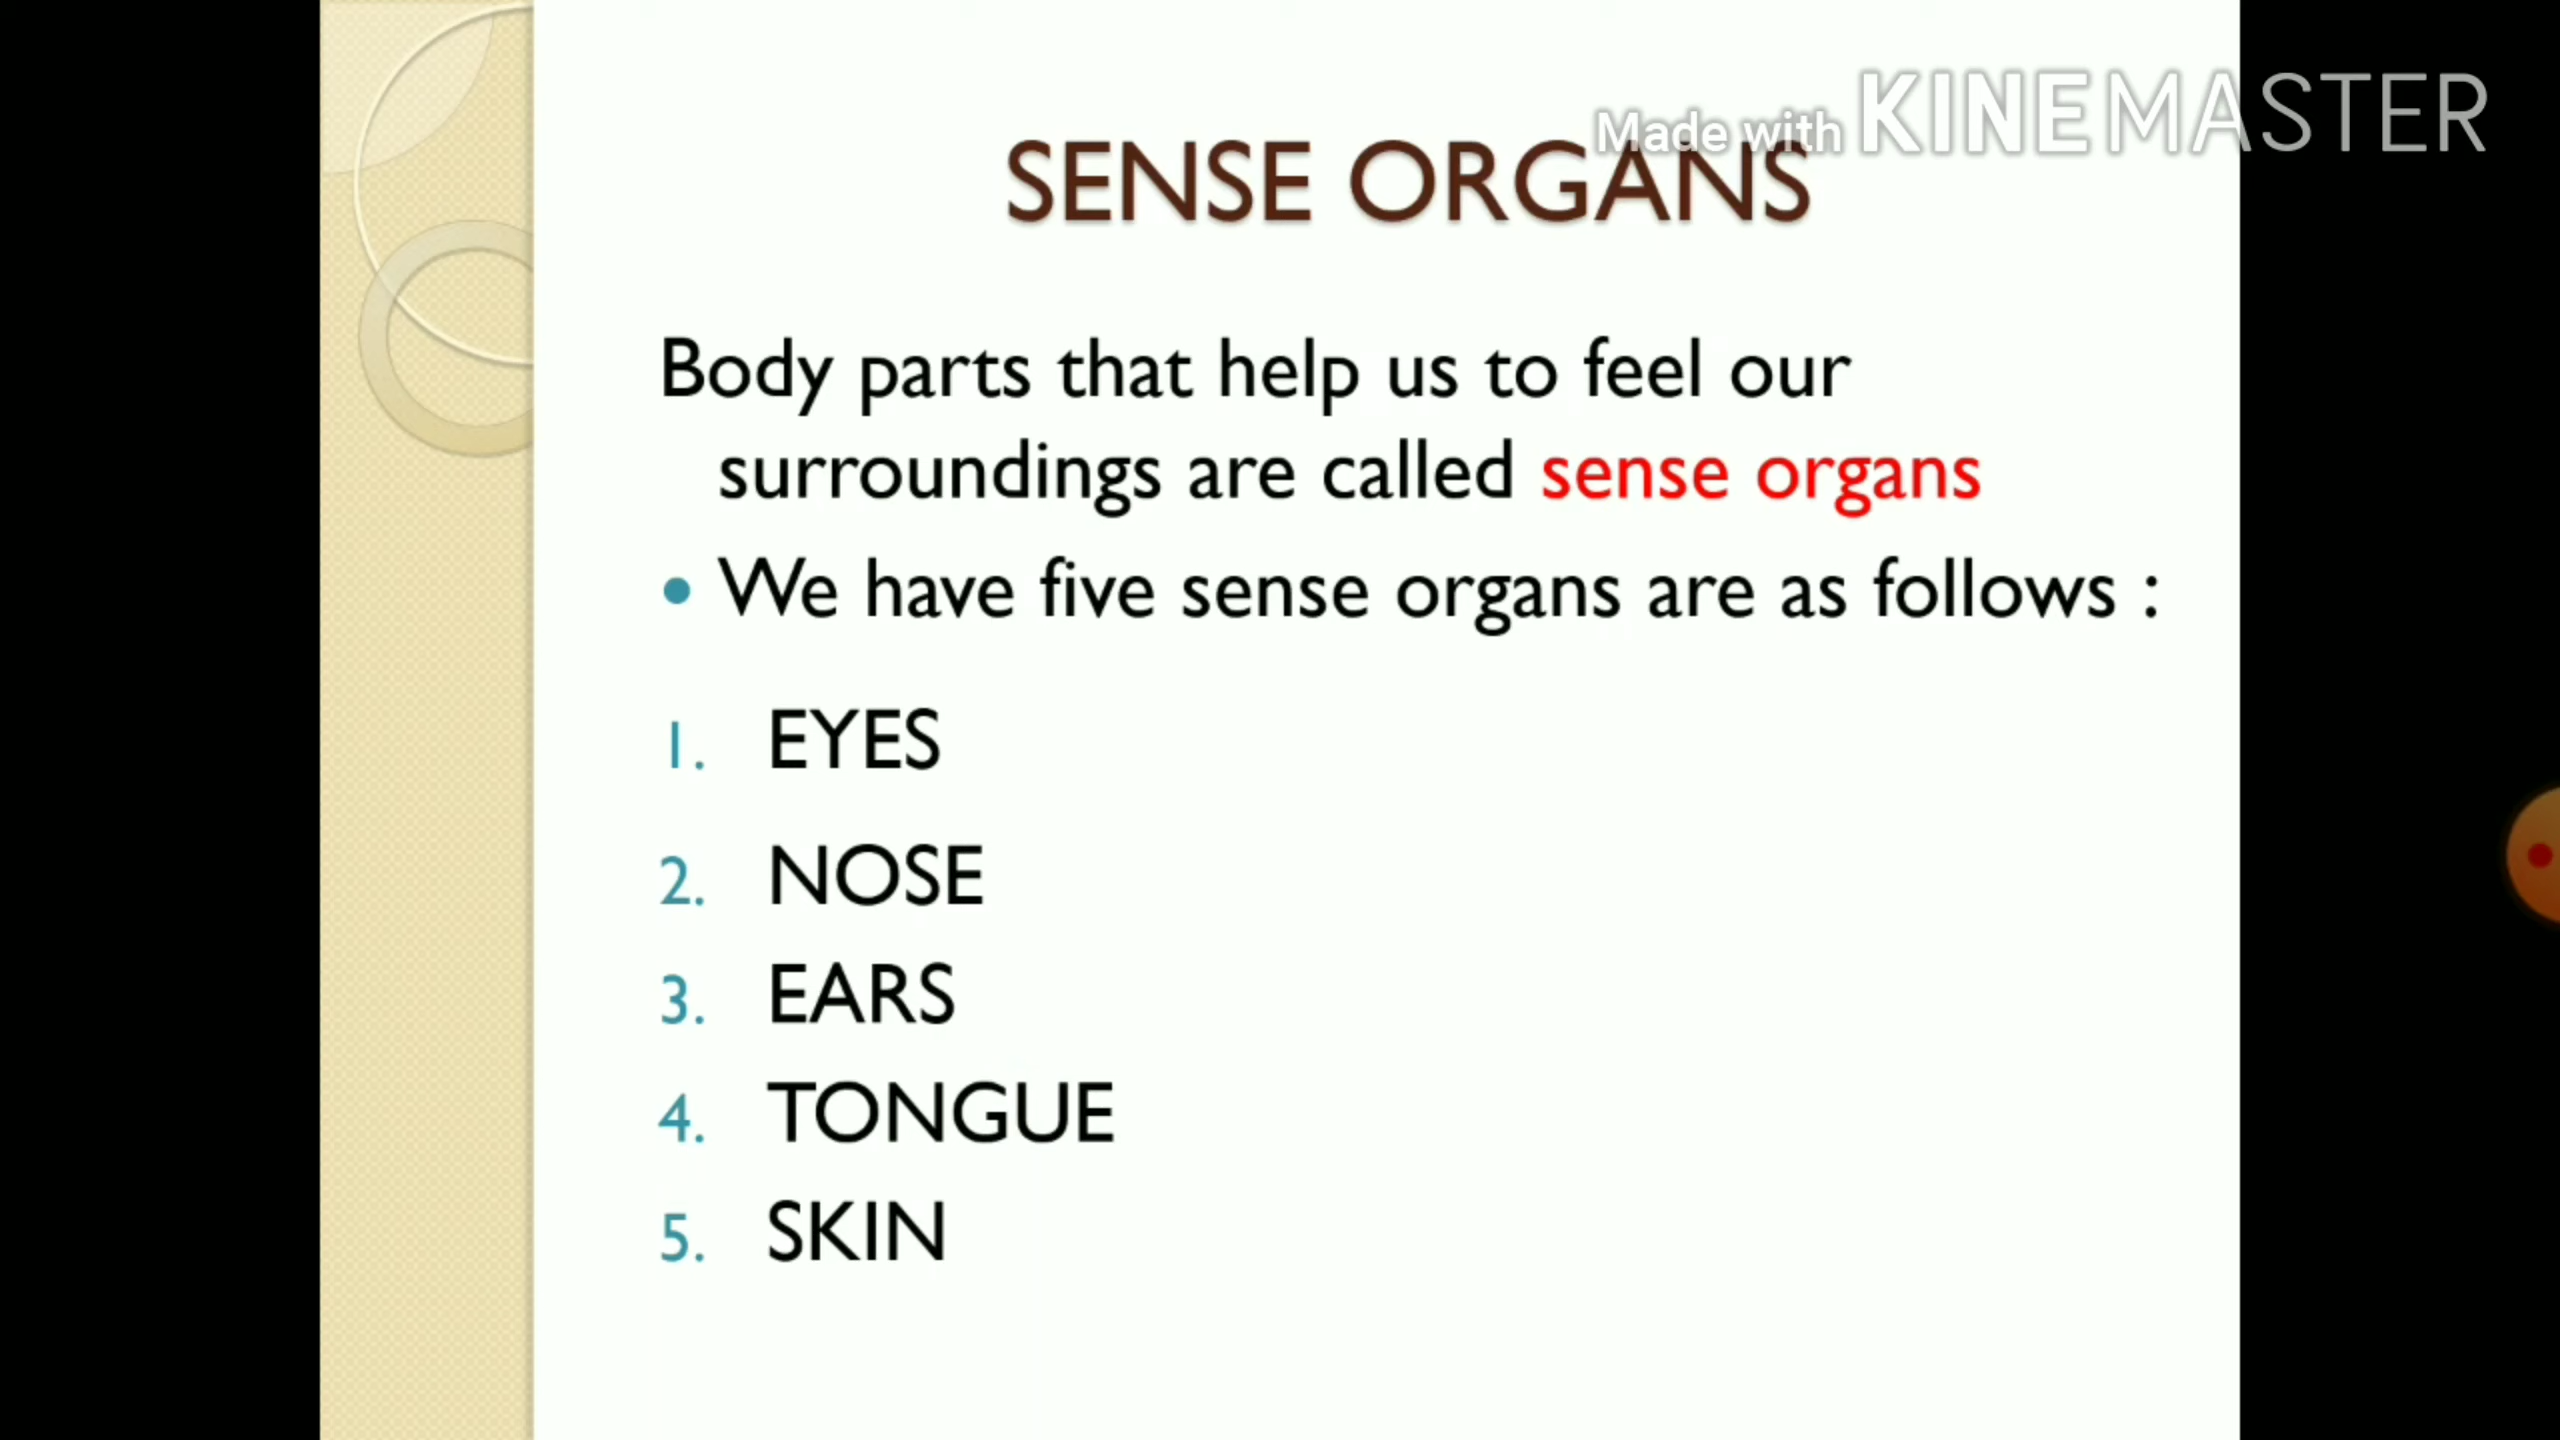 Made with KINEMASTER
SENSE ORGANS
Body parts that help us to feel our
surroundings are called sense organs
• We have five sense organs are as follows :
1. EYES
2. NOSE
3. EARS
4. TONGUE
5. SKIN